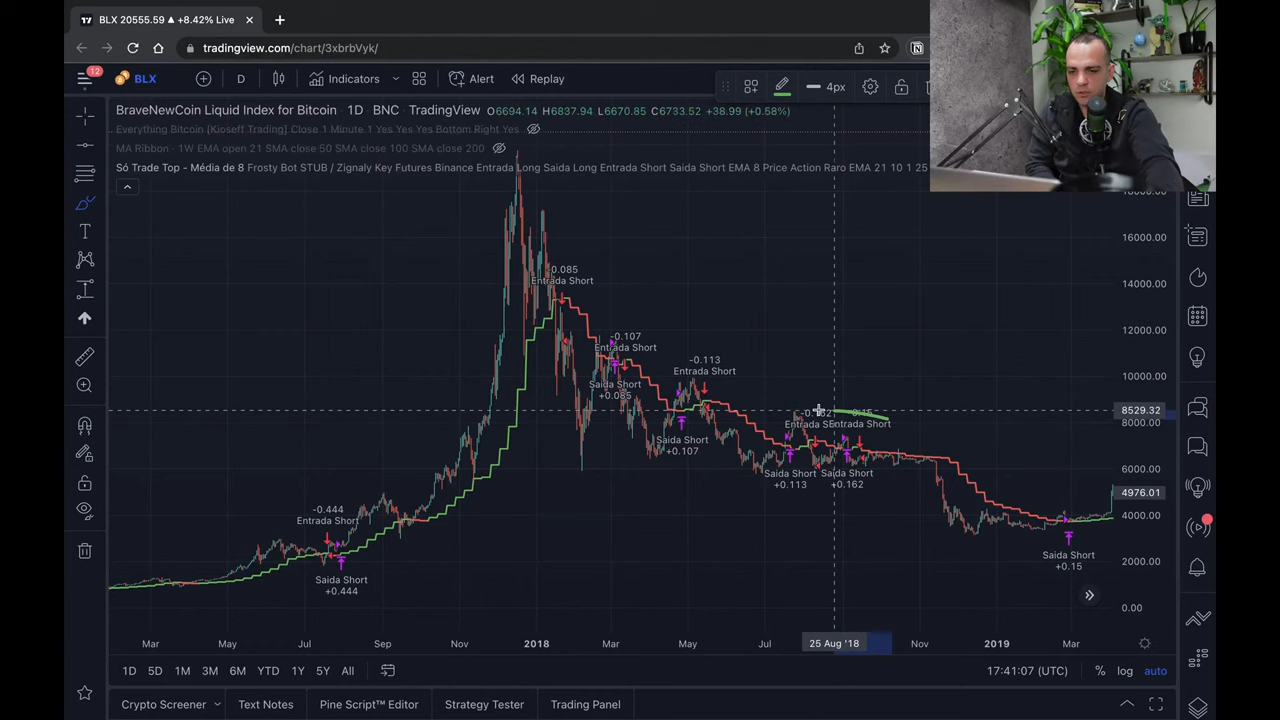 BLX 20555.59 ▲ +8.42% Live
tradingview.com/chart/3xbrbVyk/
12
BLX
D
Indicators
Alert
Replay
4px
BraveNewCoin Liquid Index for Bitcoin · 1D · BNC · TradingView O6694.14 H6837.94 L6670.85 C6733.52 +38.99 (+0.58%)
Everything Bitcoin [Kioseff Trading] Close 1 Minute 1 Yes Yes Yes Bottom Right Yes
MA Ribbon · 1W EMA open 21 SMA close 50 SMA close 100 SMA close 200
Só Trade Top - Média de 8 Frosty Bot STUB / Zignaly Key Futures Binance Entrada Long Saida Long Entrada Short Saida Short EMA 8 Price Action Raro EMA 21 10 1 25
16000.00
14000.00
12000.00
10000.00
8529.32
8000.00
6000.00
4976.01
4000.00
2000.00
0.00
-0.085
Entrada Short
-0.107
Entrada Short
Saida Short
+0.085
-0.113
Entrada Short
Saida Short
+0.107
Entrada Short
Saida Short
+0.113
Saida Short
+0.162
-0.444
Entrada Short
Saida Short
+0.444
Saida Short
+0.15
Mar
May
Jul
Sep
Nov
2018
Mar
May
Jul
25 Aug '18
Nov
2019
Mar
1D 5D 1M 3M 6M YTD 1Y 5Y All
17:41:07 (UTC)
% log auto
Crypto Screener
Text Notes
Pine Script™ Editor
Strategy Tester
Trading Panel